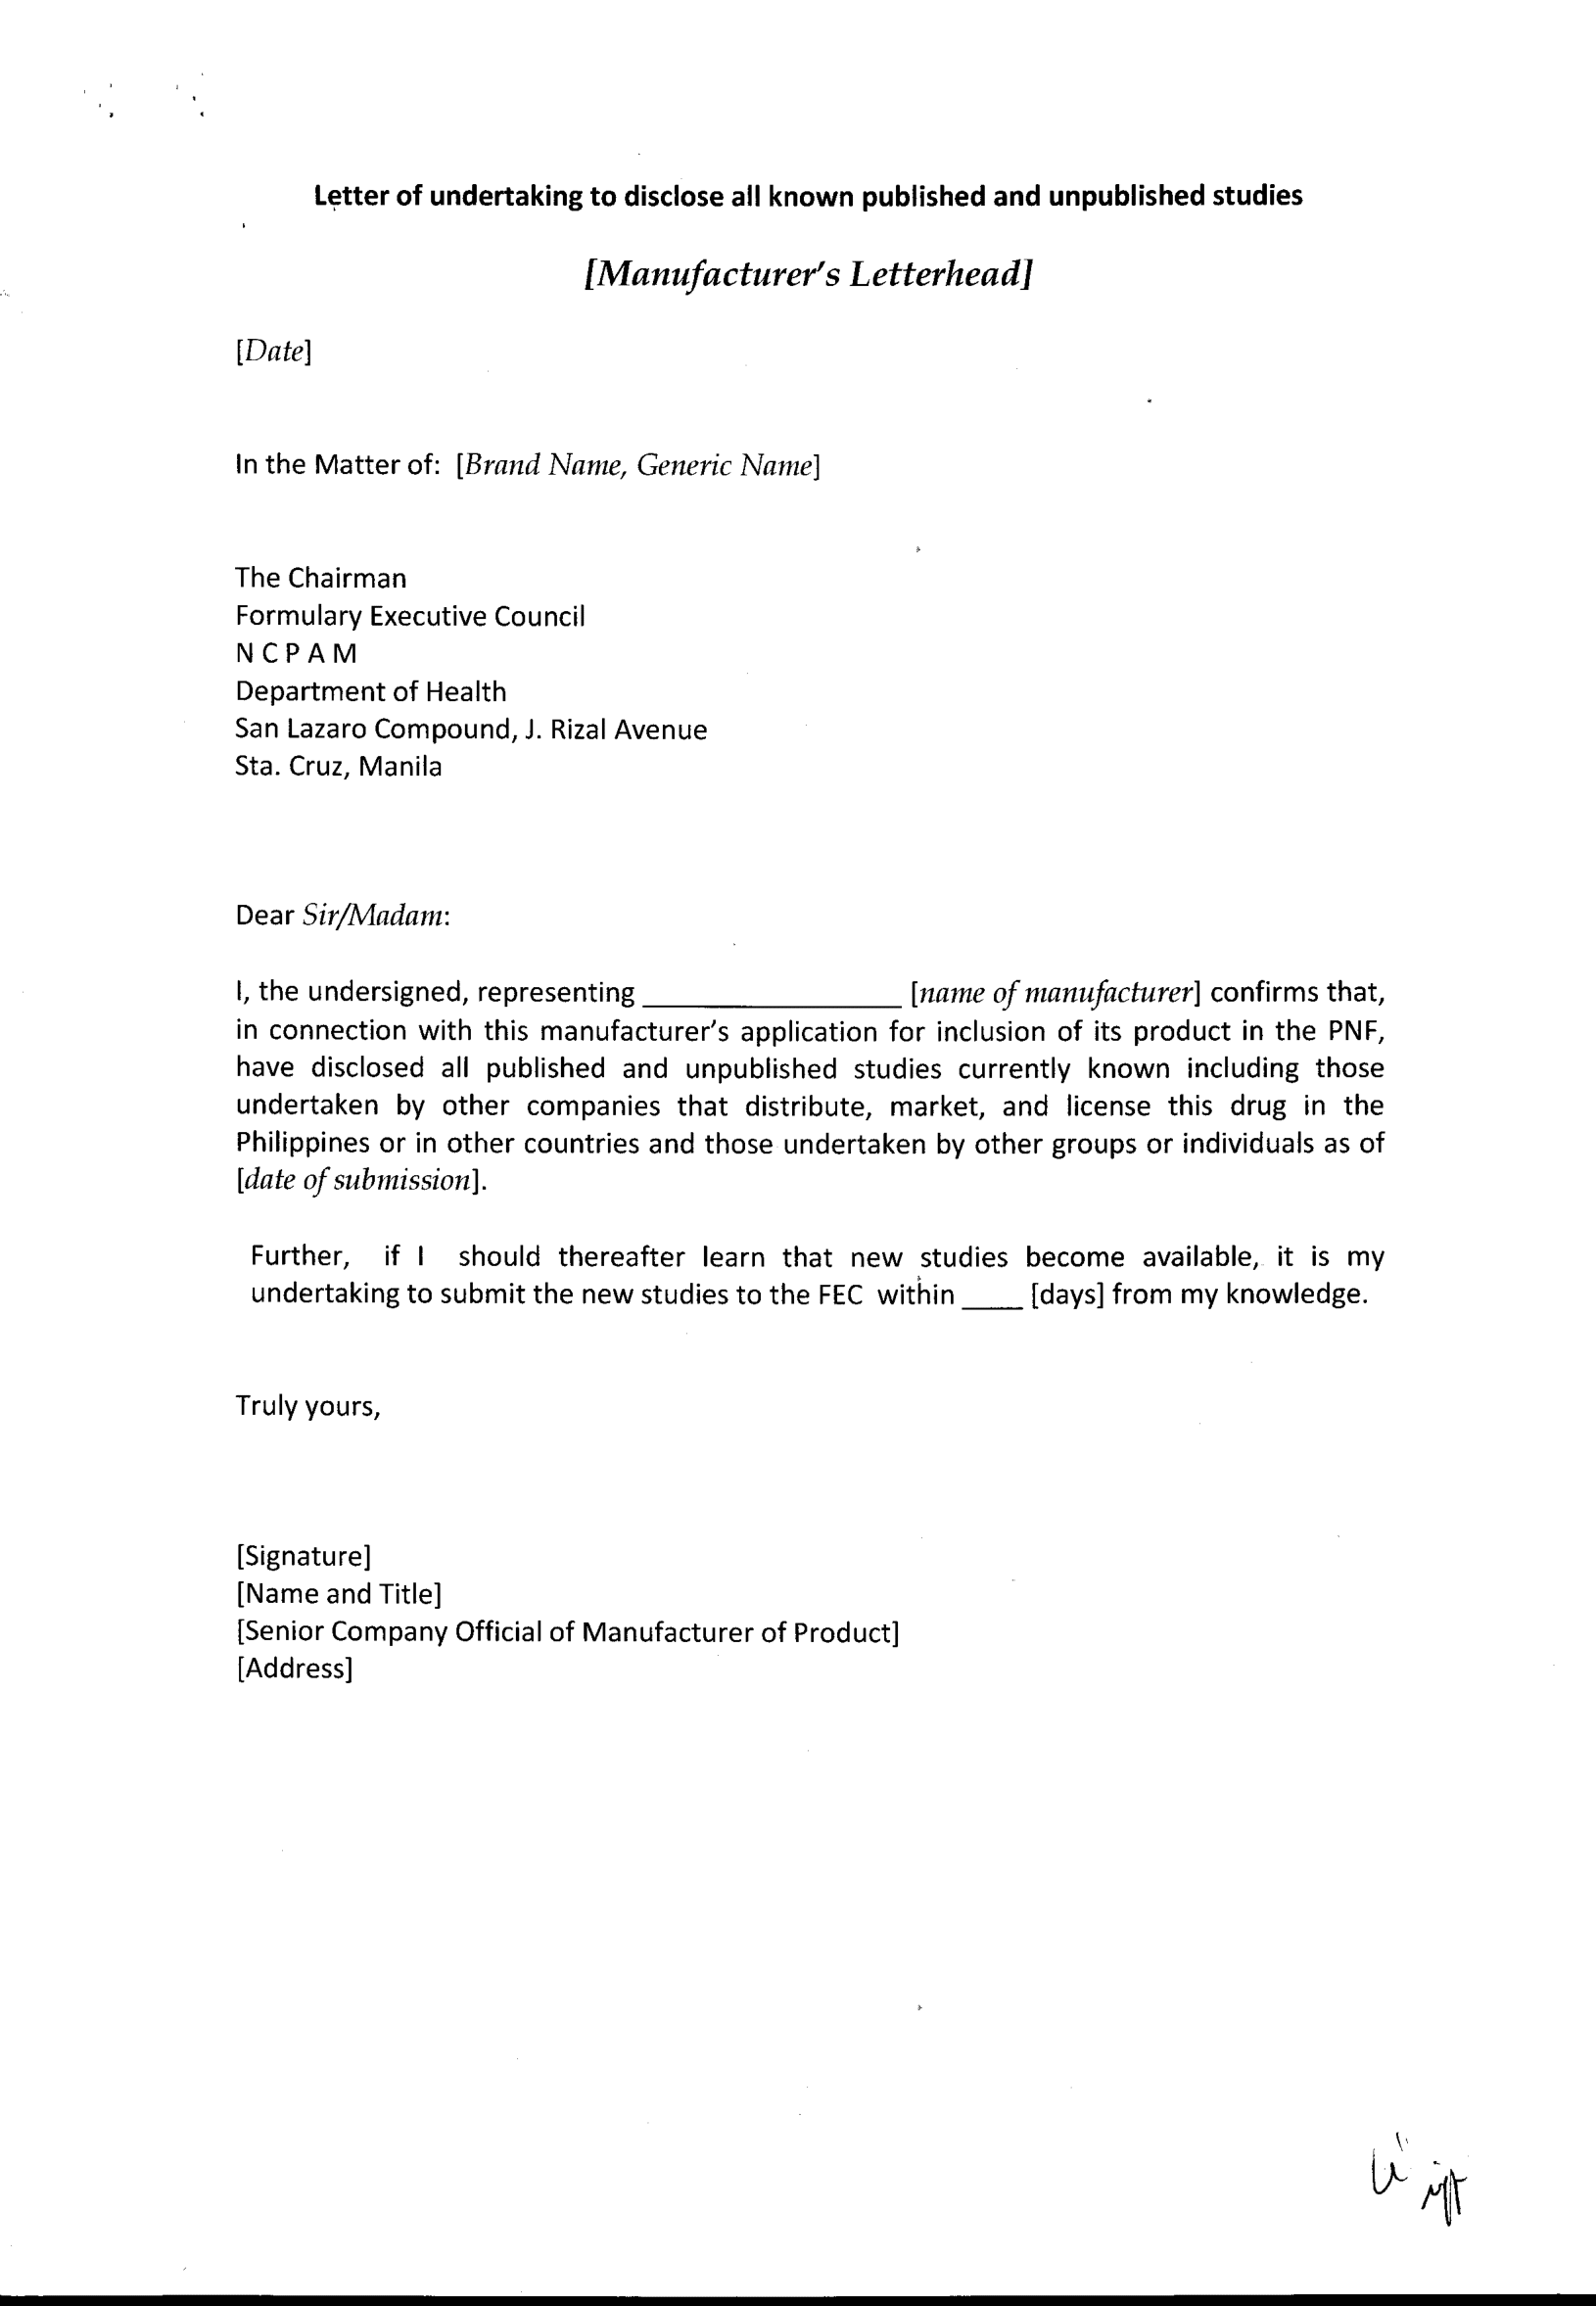 Letter of undertaking to disclose all known published and unpublished studies
[Manufacturer's Letterhead]
[Date]
In the Matter of: [Brand Name, Generic Name]
The Chairman
Formulary Executive Council
N C P A M
Department of Health
San Lazaro Compound, J. Rizal Avenue
Sta. Cruz, Manila
Dear Sir/Madam:
I, the undersigned, representing ________________ [name of manufacturer] confirms that,
in connection with this manufacturer's application for inclusion of its product in the PNF,
have disclosed all published and unpublished studies currently known including those
undertaken by other companies that distribute, market, and license this drug in the
Philippines or in other countries and those undertaken by other groups or individuals as of
[date of submission].
Further, if I should thereafter learn that new studies become available, it is my
undertaking to submit the new studies to the FEC within ____ [days] from my knowledge.
Truly yours,
[Signature]
[Name and Title]
[Senior Company Official of Manufacturer of Product]
[Address]